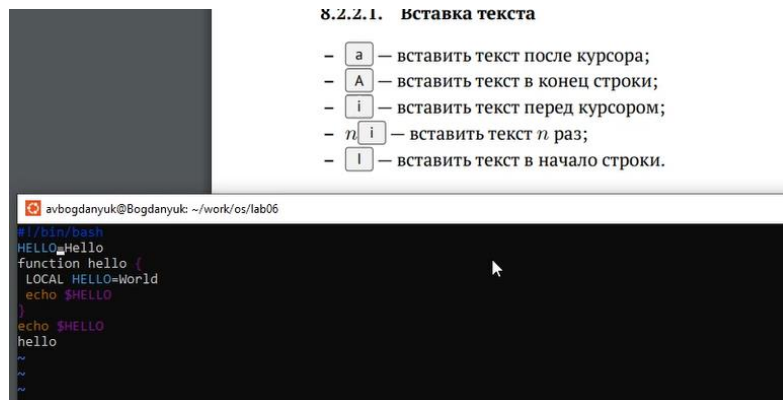 8.2.2.1. Вставка текста
– a — вставить текст после курсора;
– A — вставить текст в конец строки;
– i — вставить текст перед курсором;
– n i — вставить текст n раз;
– I — вставить текст в начало строки.
avbogdanyuk@Bogdanyuk: ~/work/os/lab06
#!/bin/bash
HELLO=Hello
function hello {
LOCAL HELLO=World
echo $HELLO
}
echo $HELLO
hello
~
~
~